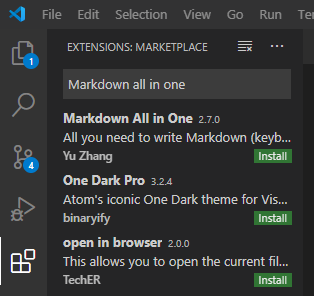 File Edit Selection View Go Run Ter
EXTENSIONS: MARKETPLACE
Markdown all in one
Markdown All in One 2.7.0
All you need to write Markdown (keyb...
Yu Zhang Install
One Dark Pro 3.2.4
Atom's iconic One Dark theme for Vis...
binaryify Install
open in browser 2.0.0
This allows you to open the current fil...
TechER Install
1
4